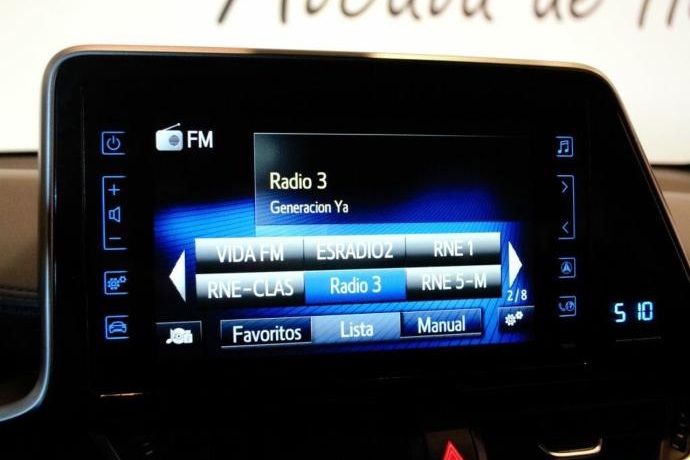 FM
Radio 3
Generacion Ya
VIDA FM
ESRADIO2
RNE 1
RNE-CLAS
Radio 3
RNE 5-M
2/8
Favoritos
Lista
Manual
5 10